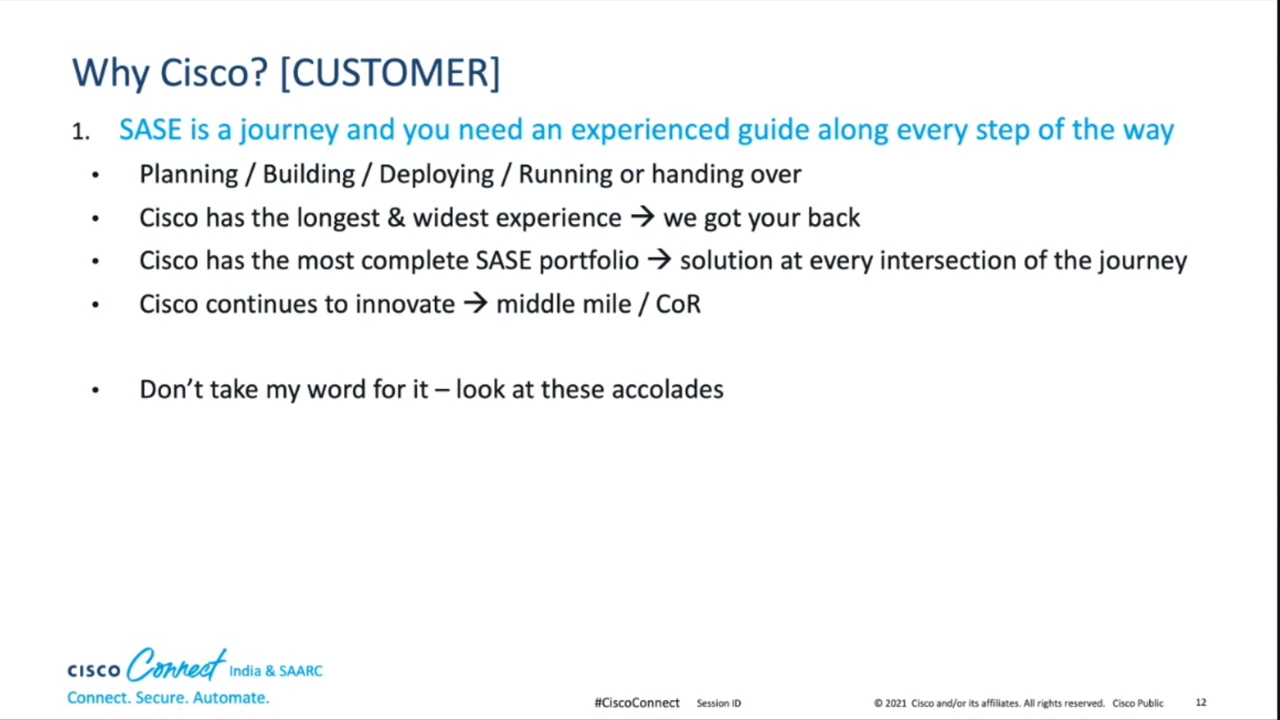 Why Cisco? [CUSTOMER]
1. SASE is a journey and you need an experienced guide along every step of the way
• Planning / Building / Deploying / Running or handing over
• Cisco has the longest & widest experience → we got your back
• Cisco has the most complete SASE portfolio → solution at every intersection of the journey
• Cisco continues to innovate → middle mile / CoR
• Don’t take my word for it – look at these accolades
CISCO Connect India & SAARC
Connect. Secure. Automate.
#CiscoConnect Session ID © 2021 Cisco and/or its affiliates. All rights reserved. Cisco Public 12